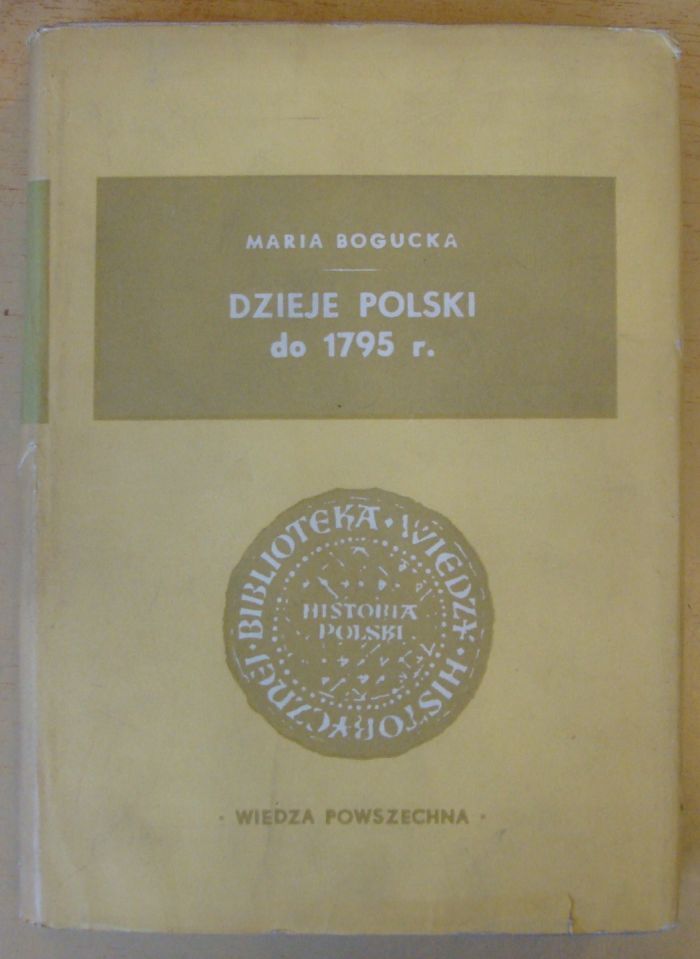 MARIA BOGUCKA
DZIEJE POLSKI
do 1795 r.
BIBLIOTEKA · WIEDZY · HISTORYCZNEJ ·
HISTORIA
POLSKI
· WIEDZA POWSZECHNA ·